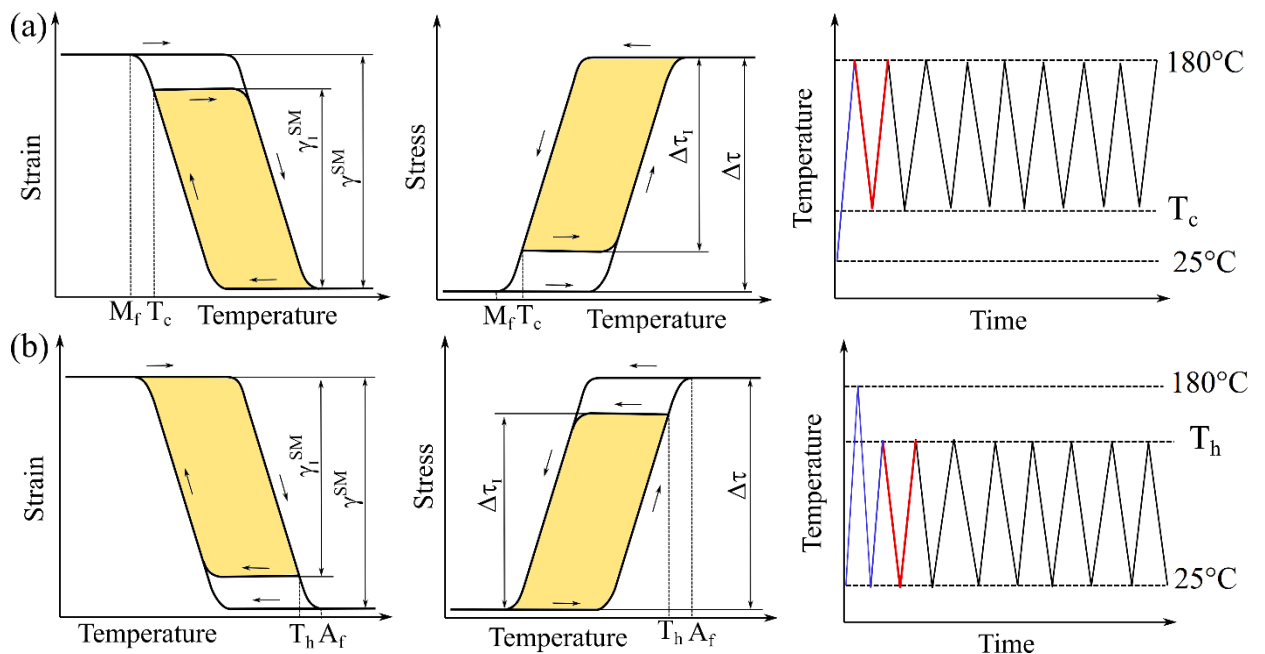 (a)
Strain
γ_I^SM
γ^SM
M_f T_c Temperature
Stress
Δτ_I
Δτ
M_f T_c Temperature
Temperature
180°C
T_c
25°C
Time
(b)
Strain
γ_I^SM
γ^SM
Temperature T_h A_f
Stress
Δτ_I
Δτ
Temperature T_h A_f
Temperature
180°C
T_h
25°C
Time